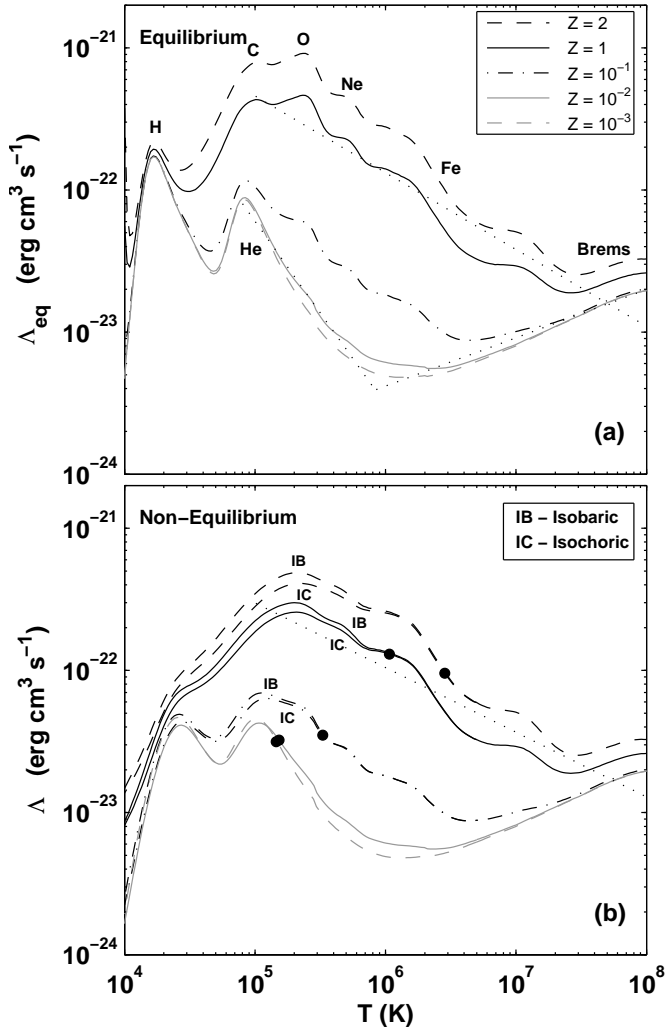 10⁻²¹
10⁻²²
10⁻²³
10⁻²⁴
Λ_eq (erg cm³ s⁻¹)
Equilibrium
C
O
H
Ne
Fe
He
Brems
Z = 2
Z = 1
Z = 10⁻¹
Z = 10⁻²
Z = 10⁻³
(a)
10⁻²¹
10⁻²²
10⁻²³
10⁻²⁴
Λ (erg cm³ s⁻¹)
Non−Equilibrium
IB − Isobaric
IC − Isochoric
IB
IC
IB
IC
IB
IC
(b)
10⁴
10⁵
10⁶
10⁷
10⁸
T (K)